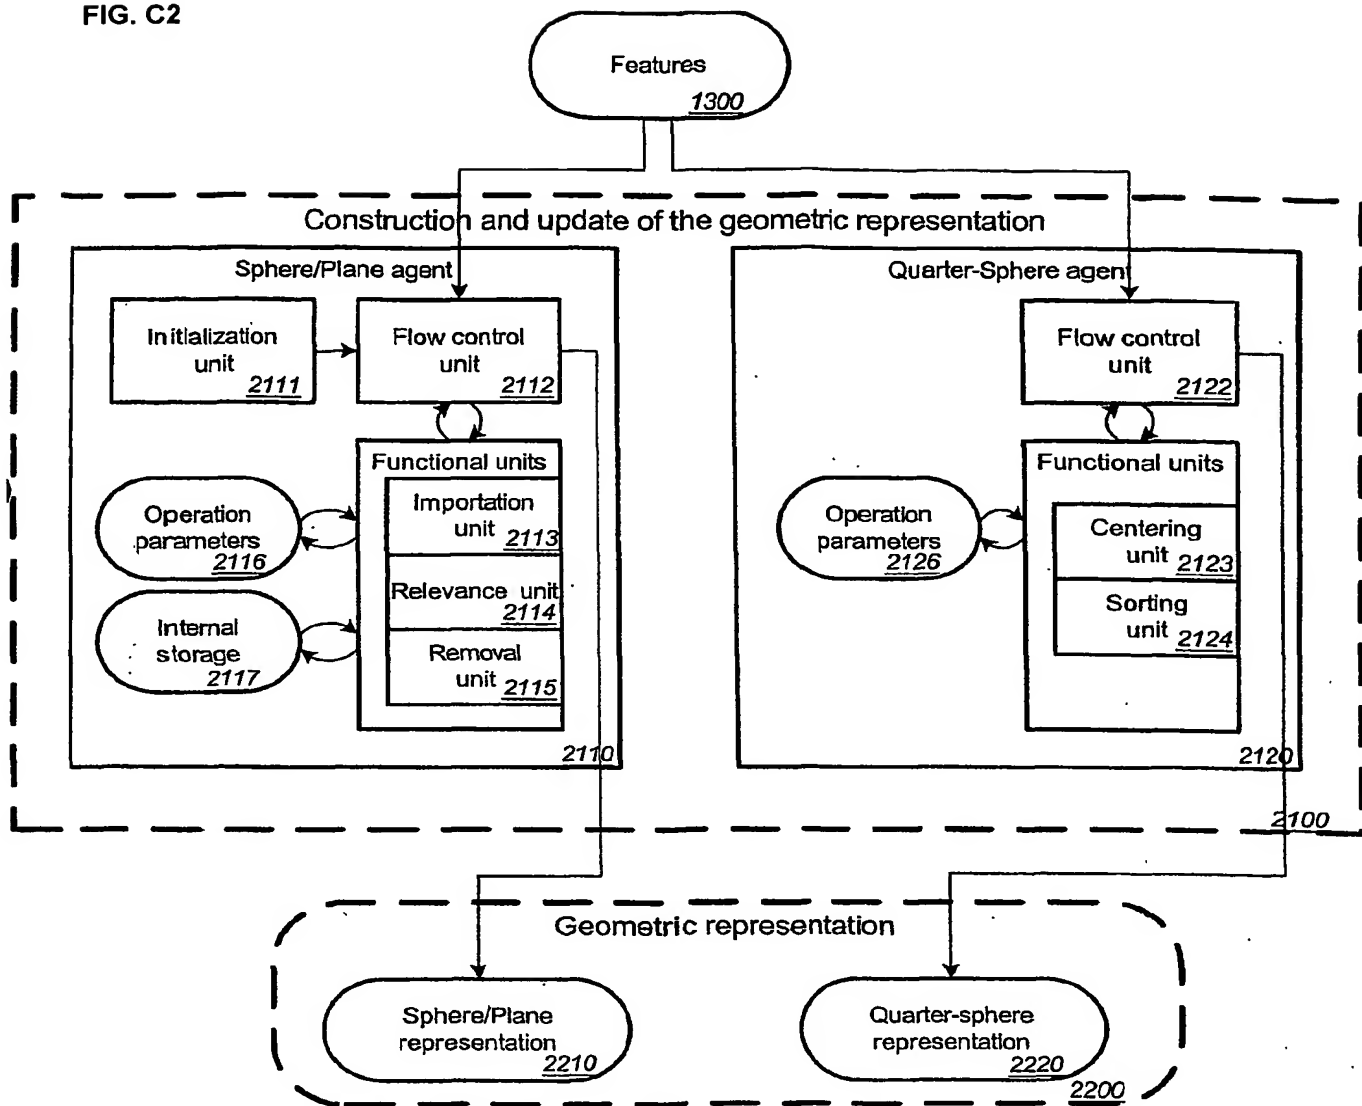 FIG. C2
Features
1300
Construction and update of the geometric representation
Sphere/Plane agent
Initialization
unit
2111
Flow control
unit
2112
Functional units
Importation
unit
2113
Relevance unit
2114
Removal
unit
2115
Operation
parameters
2116
Internal
storage
2117
2110
Quarter-Sphere agent
Flow control
unit
2122
Functional units
Centering
unit
2123
Sorting
unit
2124
Operation
parameters
2126
2120
2100
Geometric representation
Sphere/Plane
representation
2210
Quarter-sphere
representation
2220
2200